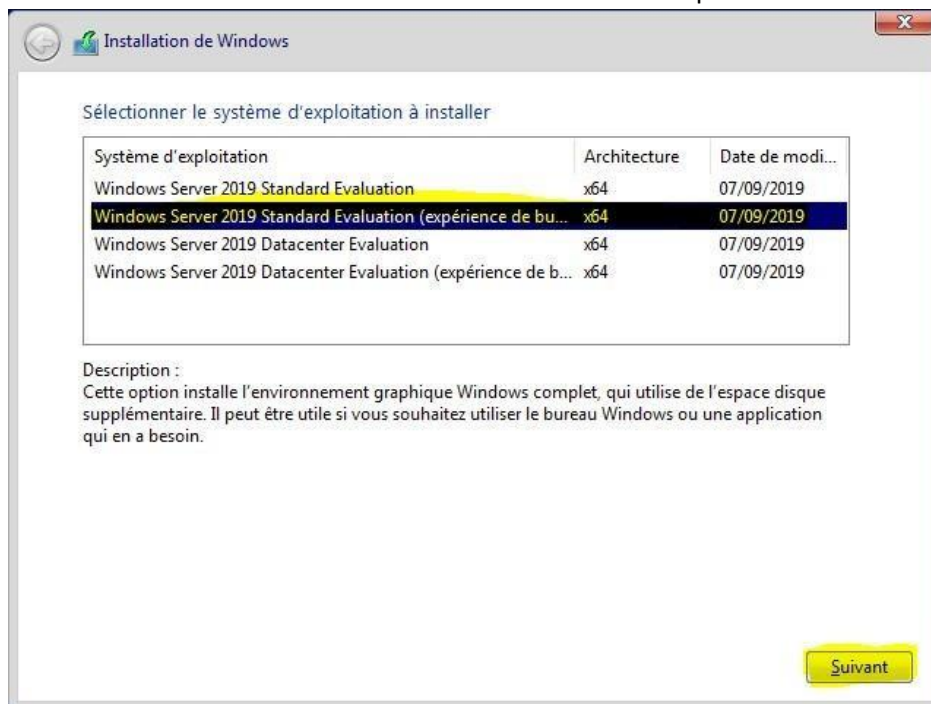 Installation de Windows
Sélectionner le système d'exploitation à installer
Système d'exploitation Architecture Date de modi...
Windows Server 2019 Standard Evaluation x64 07/09/2019
Windows Server 2019 Standard Evaluation (expérience de bu... x64 07/09/2019
Windows Server 2019 Datacenter Evaluation x64 07/09/2019
Windows Server 2019 Datacenter Evaluation (expérience de b... x64 07/09/2019
Description :
Cette option installe l'environnement graphique Windows complet, qui utilise de l'espace disque
supplémentaire. Il peut être utile si vous souhaitez utiliser le bureau Windows ou une application
qui en a besoin.
Suivant